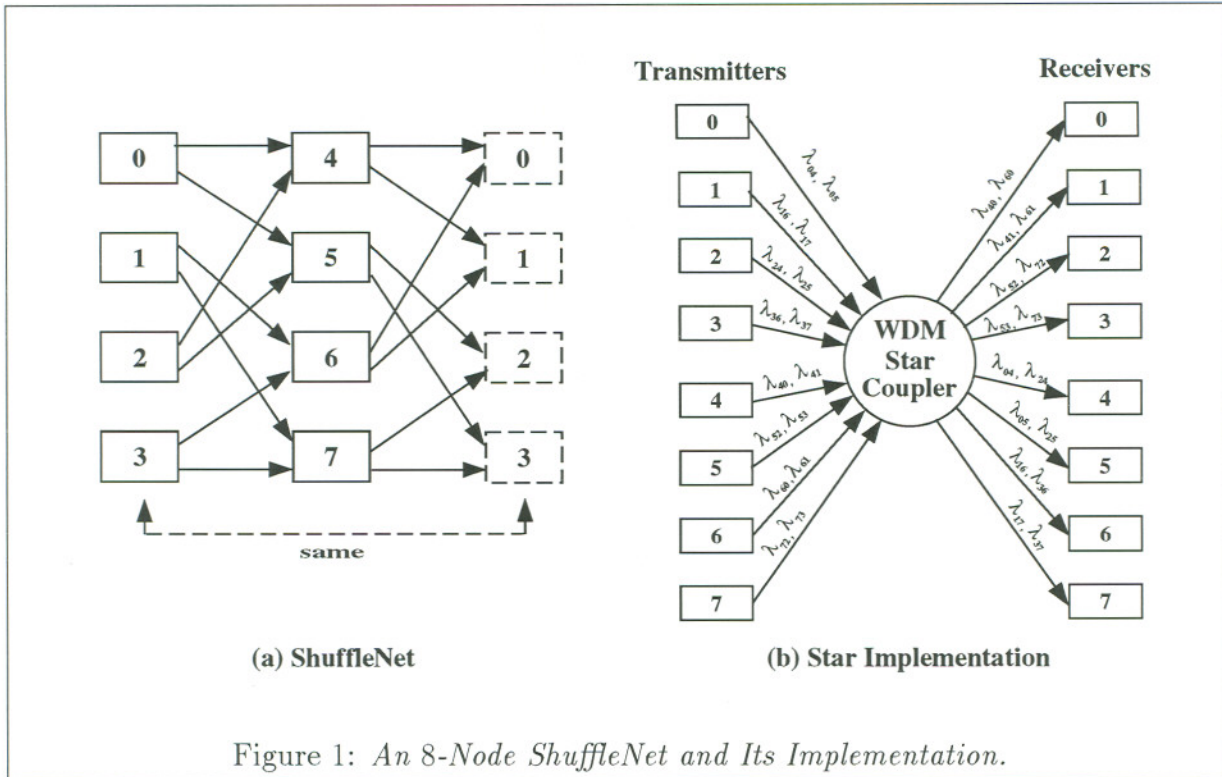 Transmitters
Receivers
0
4
0
1
5
1
2
6
2
3
7
3
same
(a) ShuffleNet
0
1
2
3
4
5
6
7
λ04, λ05
λ16, λ17
λ24, λ25
λ36, λ37
λ40, λ41
λ52, λ53
λ60, λ61
λ72, λ73
WDM
Star
Coupler
λ40, λ60
λ41, λ61
λ52, λ72
λ53, λ73
λ04, λ24
λ05, λ25
λ16, λ36
λ17, λ37
0
1
2
3
4
5
6
7
(b) Star Implementation
Figure 1: An 8-Node ShuffleNet and Its Implementation.